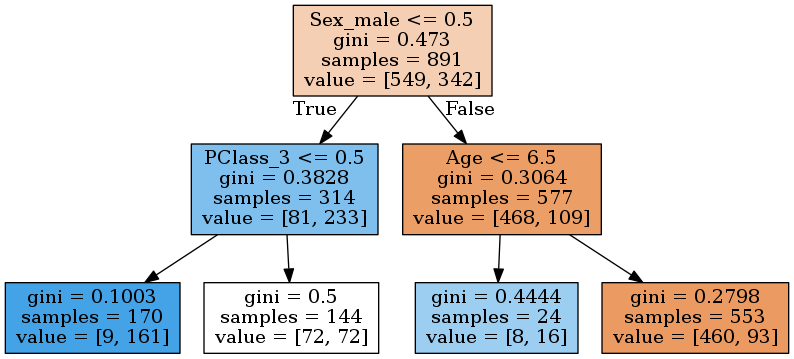 Sex_male <= 0.5
gini = 0.473
samples = 891
value = [549, 342]
True
False
PClass_3 <= 0.5
gini = 0.3828
samples = 314
value = [81, 233]
Age <= 6.5
gini = 0.3064
samples = 577
value = [468, 109]
gini = 0.1003
samples = 170
value = [9, 161]
gini = 0.5
samples = 144
value = [72, 72]
gini = 0.4444
samples = 24
value = [8, 16]
gini = 0.2798
samples = 553
value = [460, 93]